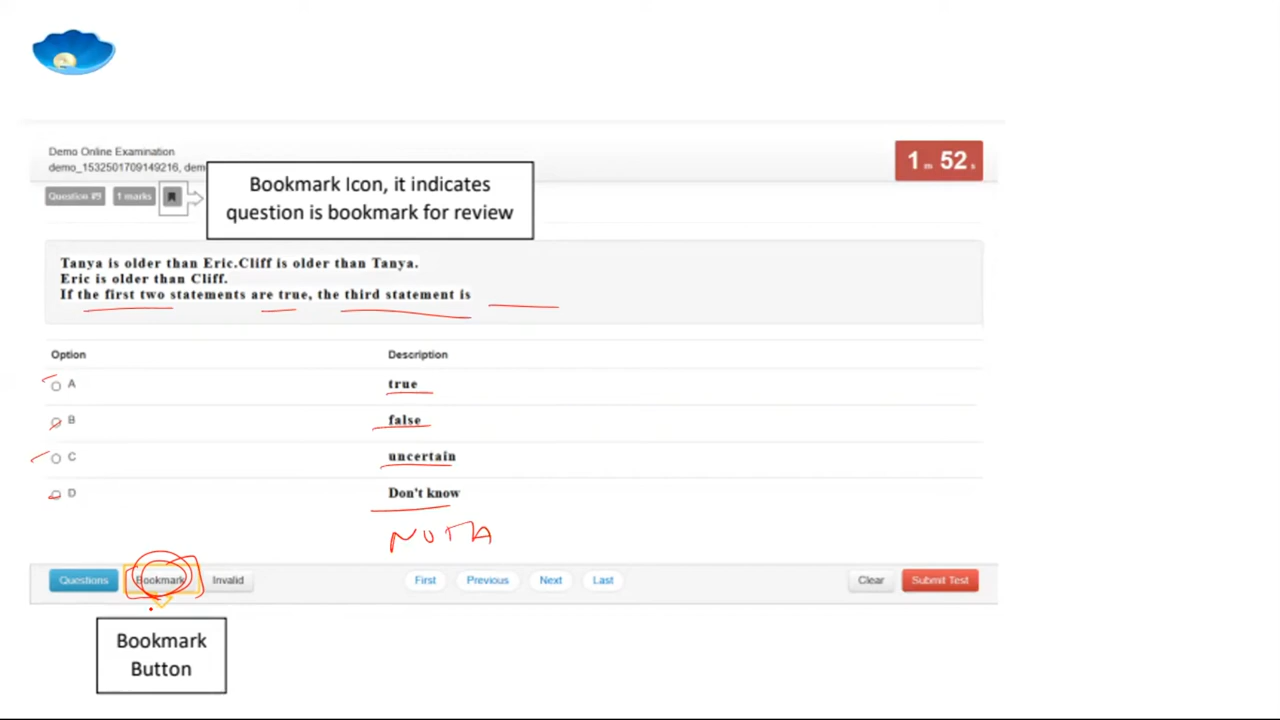 Demo Online Examination
demo_1532501709149216, dem
Question #9 1 marks
Bookmark Icon, it indicates
question is bookmark for review
1 m 52 s
Tanya is older than Eric.Cliff is older than Tanya.
Eric is older than Cliff.
If the first two statements are true, the third statement is
Option Description
A true
B false
C uncertain
D Don't know
NOTA
Questions Bookmark Invalid First Previous Next Last Clear Submit Test
Bookmark
Button